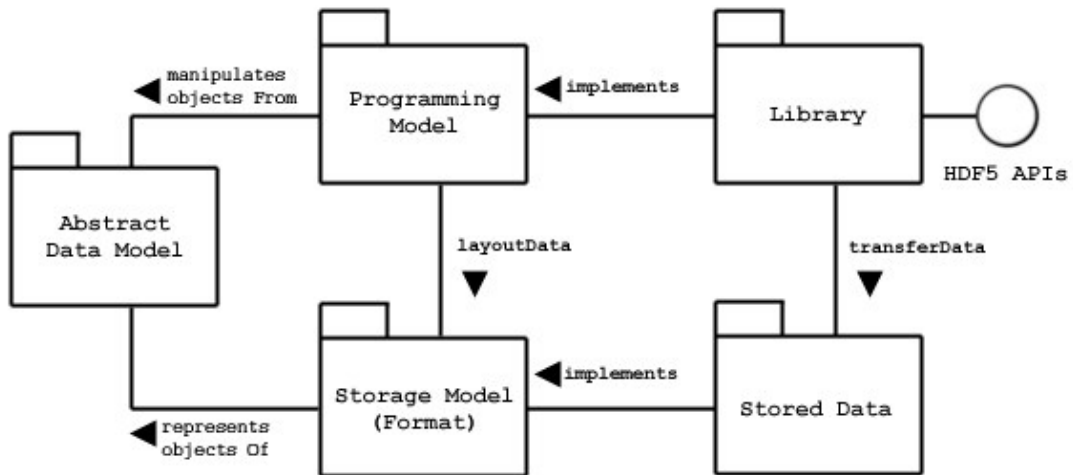 manipulates
objects From
implements
Programming
Model
Library
HDF5 APIs
Abstract
Data Model
layoutData
transferData
implements
Storage Model
(Format)
Stored Data
represents
objects Of